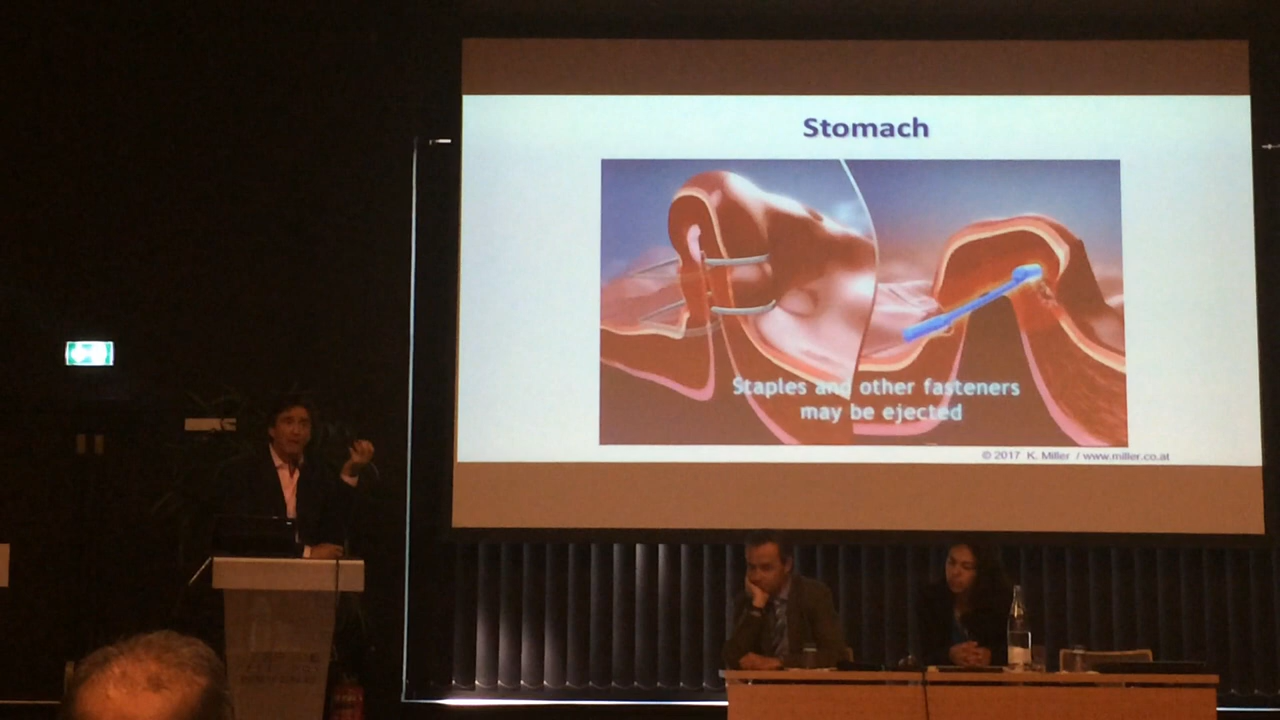 Stomach
Staples and other fasteners
may be ejected
© 2017 K. Miller / www.miller.co.at